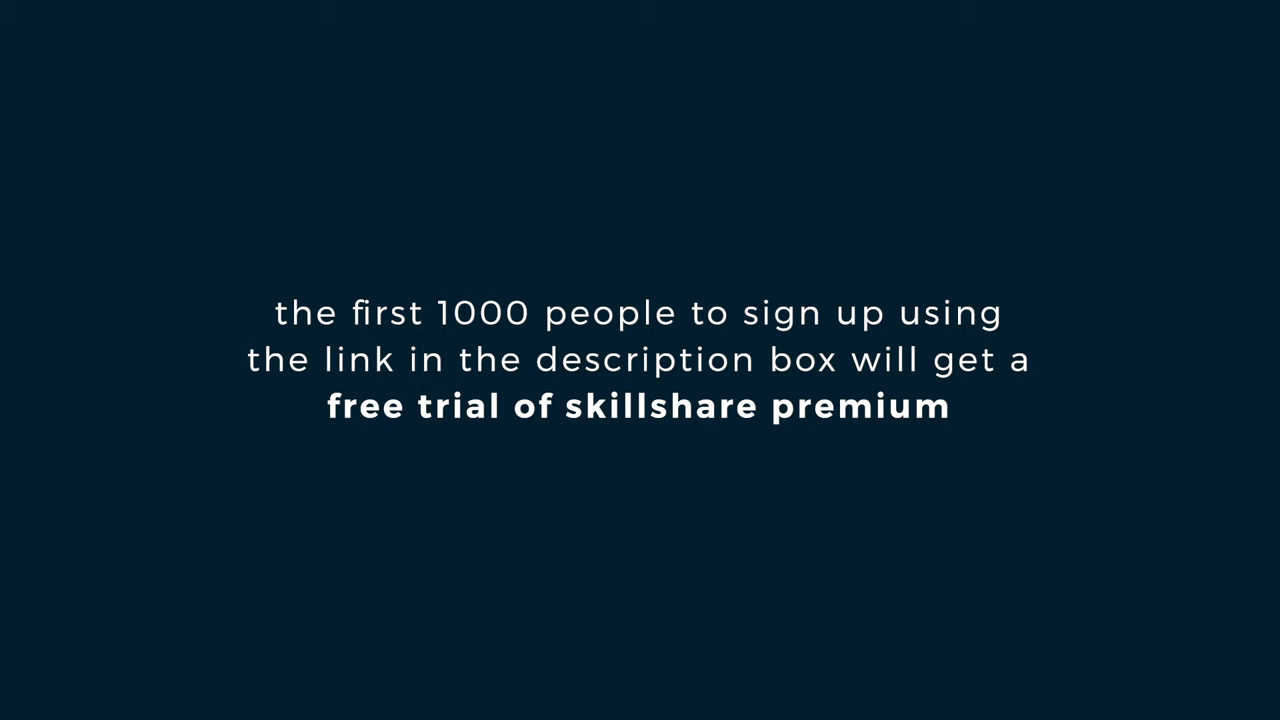 the first 1000 people to sign up using
the link in the description box will get a
free trial of skillshare premium